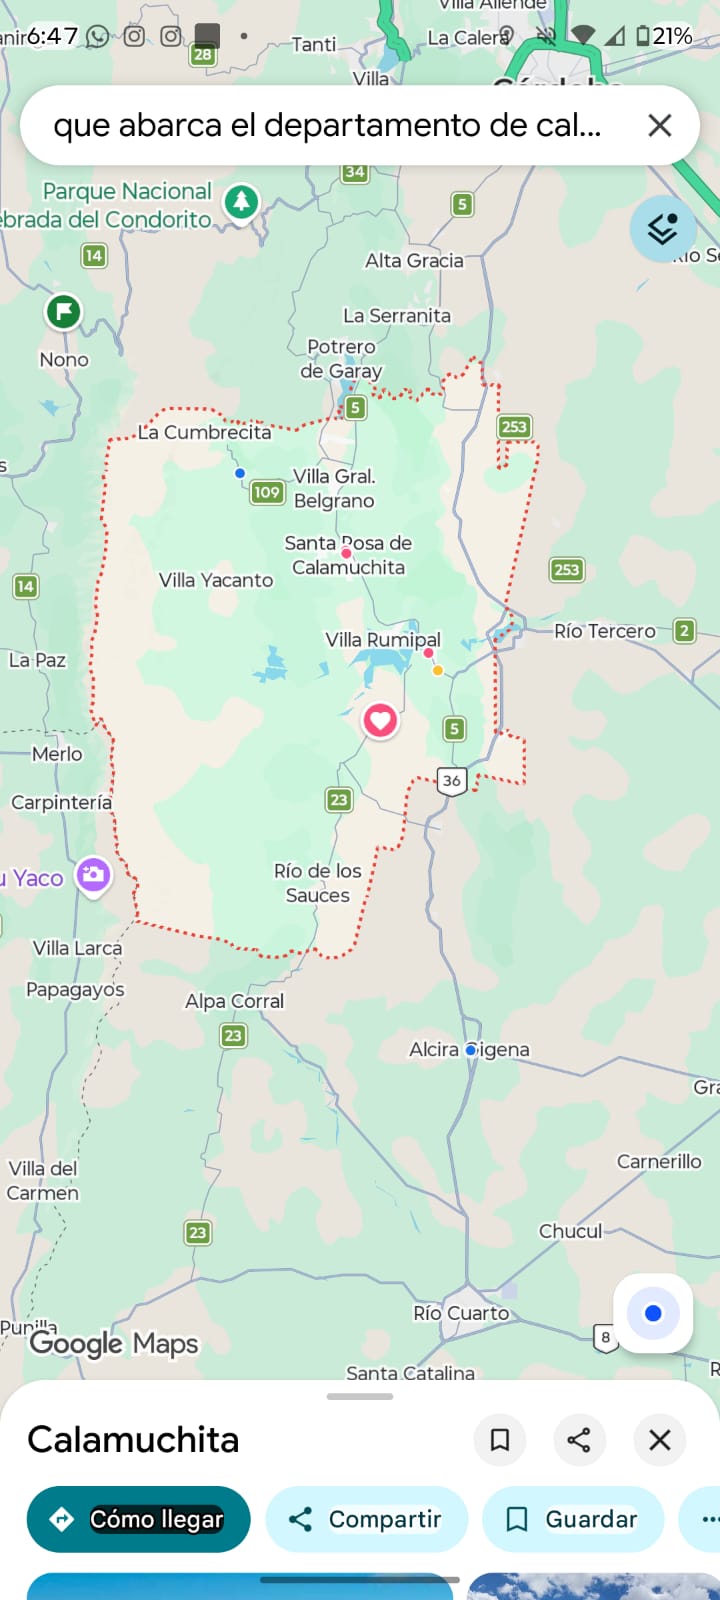 Villa Allende
6:47
21%
Tanti
La Calera
28
Villa
que abarca el departamento de cal...
34
Parque Nacional
ebrada del Condorito
5
14
Alta Gracia
La Serranita
Nono
Potrero
de Garay
5
La Cumbrecita
253
109
Villa Gral.
Belgrano
Santa Rosa de
Calamuchita
253
14
Villa Yacanto
Villa Rumipal
Río Tercero
2
La Paz
5
Merlo
36
Carpintería
23
u Yaco
Río de los
Sauces
Villa Larca
Papagayos
Alpa Corral
23
Alcira Gigena
Gra
Carnerillo
Villa del
Carmen
Chucul
23
Río Cuarto
Punilla
8
Google Maps
Santa Catalina
R
Calamuchita
Cómo llegar
Compartir
Guardar